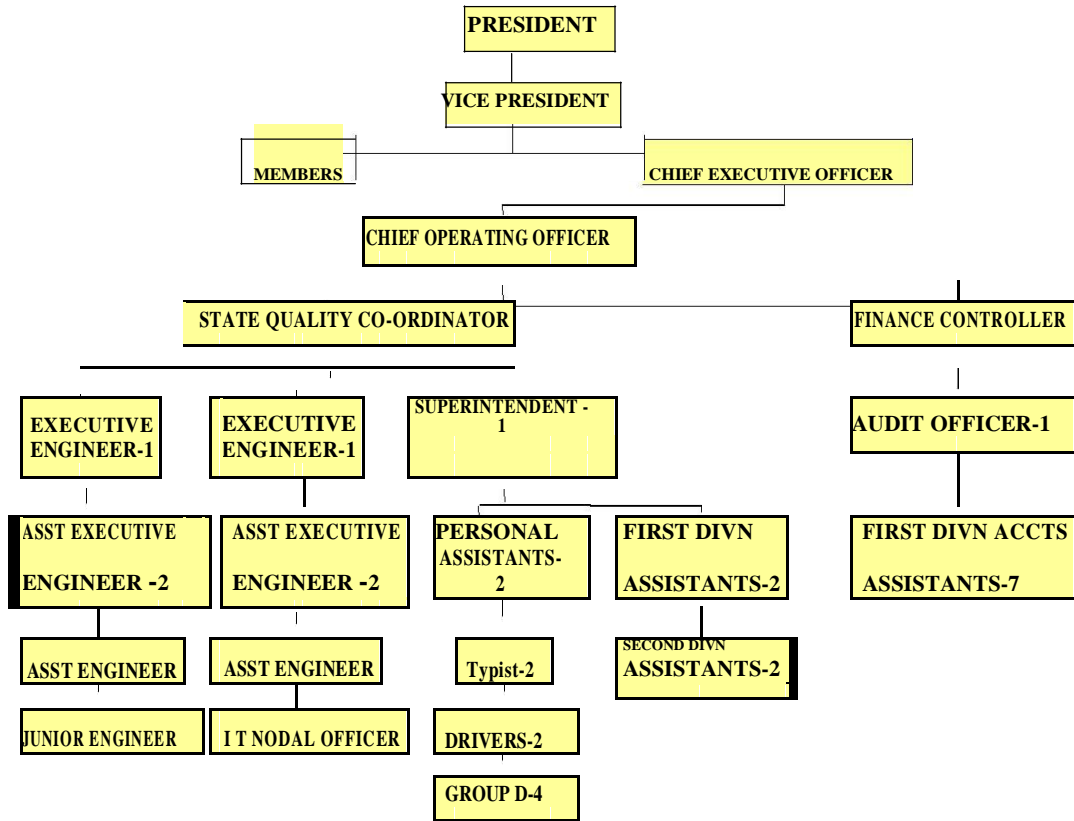 PRESIDENT
VICE PRESIDENT
MEMBERS
CHIEF EXECUTIVE OFFICER
CHIEF OPERATING OFFICER
STATE QUALITY CO-ORDINATOR
FINANCE CONTROLLER
EXECUTIVE
ENGINEER-1
EXECUTIVE
ENGINEER-1
SUPERINTENDENT -
1
AUDIT OFFICER-1
ASST EXECUTIVE
ENGINEER -2
ASST EXECUTIVE
ENGINEER -2
PERSONAL
ASSISTANTS-
2
FIRST DIVN
ASSISTANTS-2
FIRST DIVN ACCTS
ASSISTANTS-7
ASST ENGINEER
ASST ENGINEER
Typist-2
SECOND DIVN
ASSISTANTS-2
JUNIOR ENGINEER
I T NODAL OFFICER
DRIVERS-2
GROUP D-4